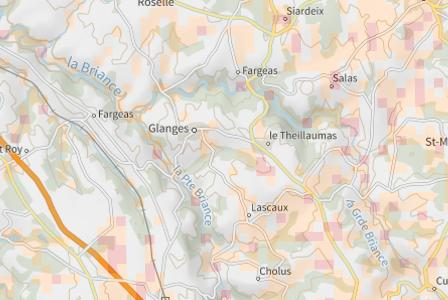 Roselle
Siardeix
la Briance
Fargeas
Salas
Fargeas
Glanges
le Theillaumas
t Roy
St-M
la Pte Briance
la Grde Briance
Lascaux
Cholus
Cu